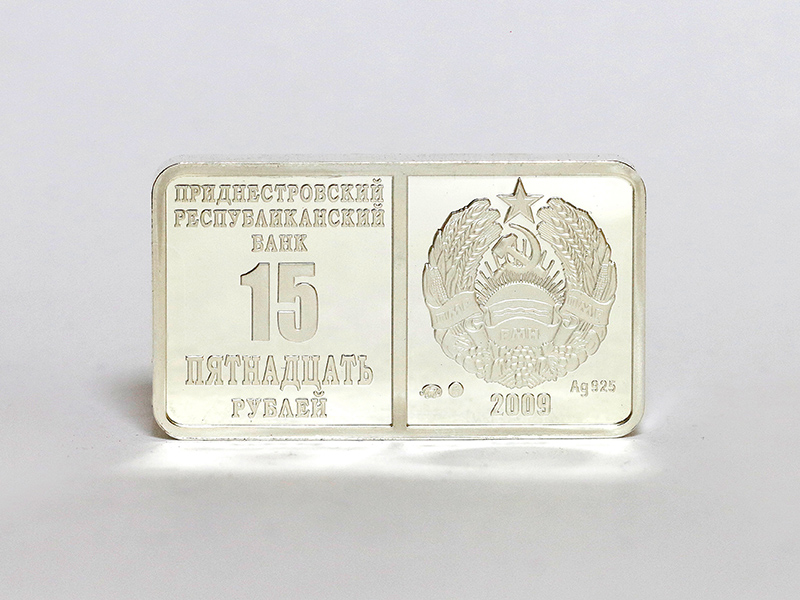 ПРИДНЕСТРОВСКИЙ
РЕСПУБЛИКАНСКИЙ
БАНК
15
ПЯТНАДЦАТЬ
РУБЛЕЙ
Ag 925
2009